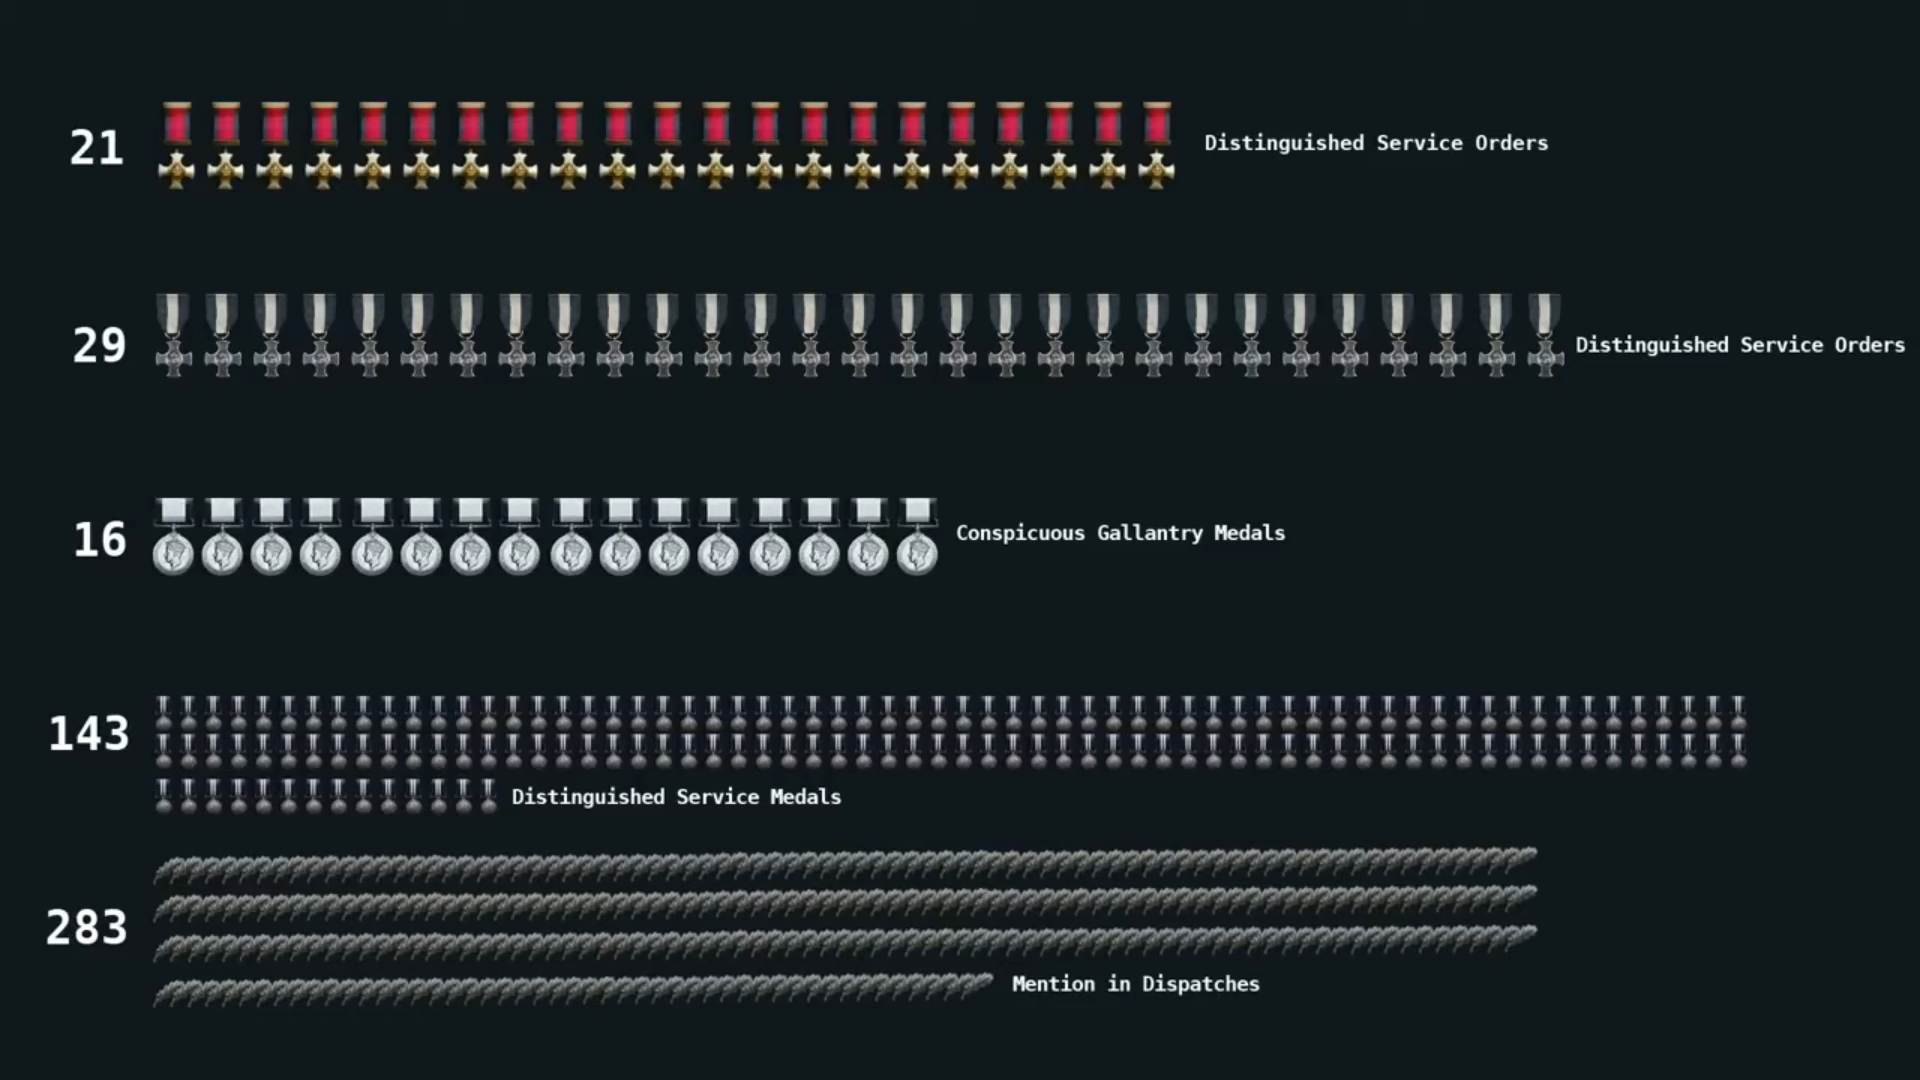 21 Distinguished Service Orders
29 Distinguished Service Orders
16 Conspicuous Gallantry Medals
143
Distinguished Service Medals
283
Mention in Dispatches